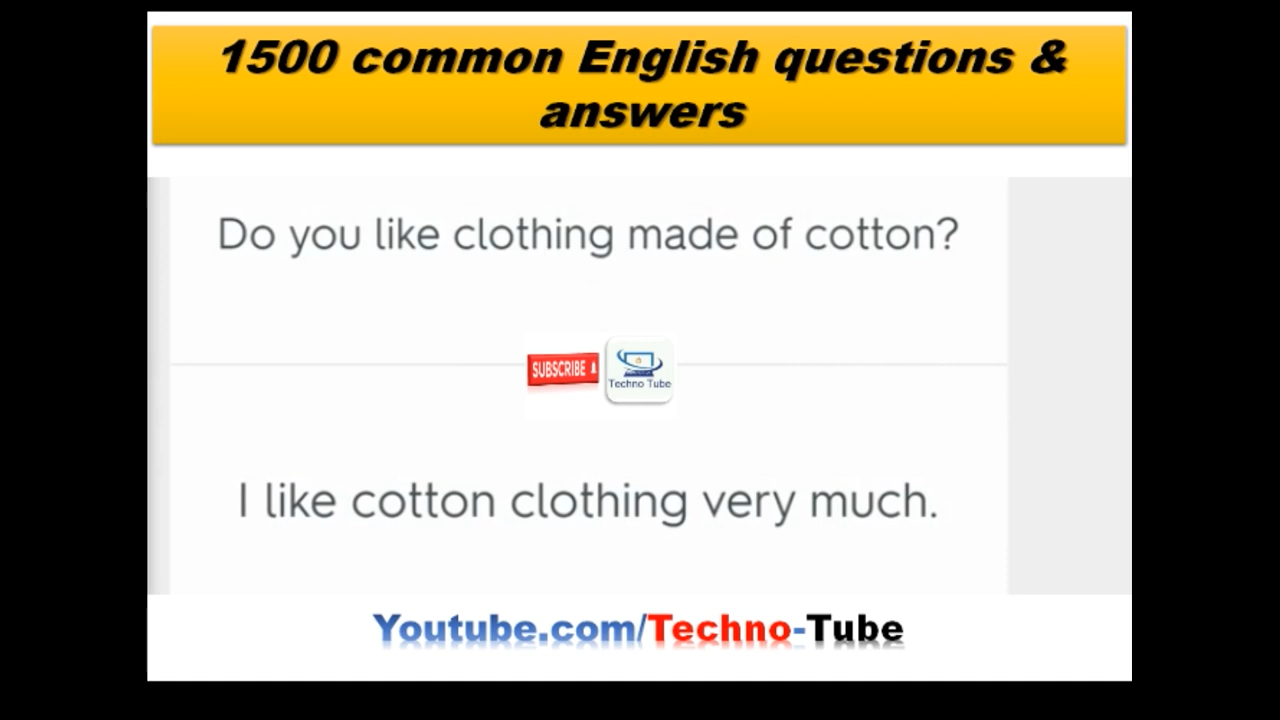 1500 common English questions &
answers
Do you like clothing made of cotton?
SUBSCRIBE
Techno Tube
I like cotton clothing very much.
Youtube.com/Techno-Tube